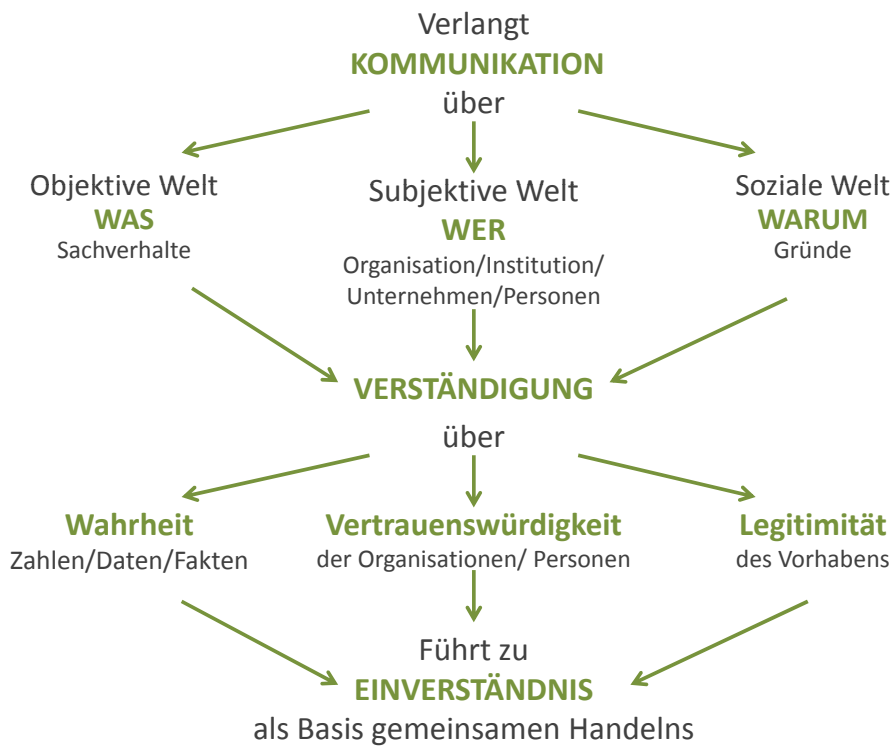 Verlangt
KOMMUNIKATION
über
Objektive Welt
WAS
Sachverhalte
Subjektive Welt
WER
Organisation/Institution/
Unternehmen/Personen
Soziale Welt
WARUM
Gründe
VERSTÄNDIGUNG
über
Wahrheit
Zahlen/Daten/Fakten
Vertrauenswürdigkeit
der Organisationen/ Personen
Legitimität
des Vorhabens
Führt zu
EINVERSTÄNDNIS
als Basis gemeinsamen Handelns